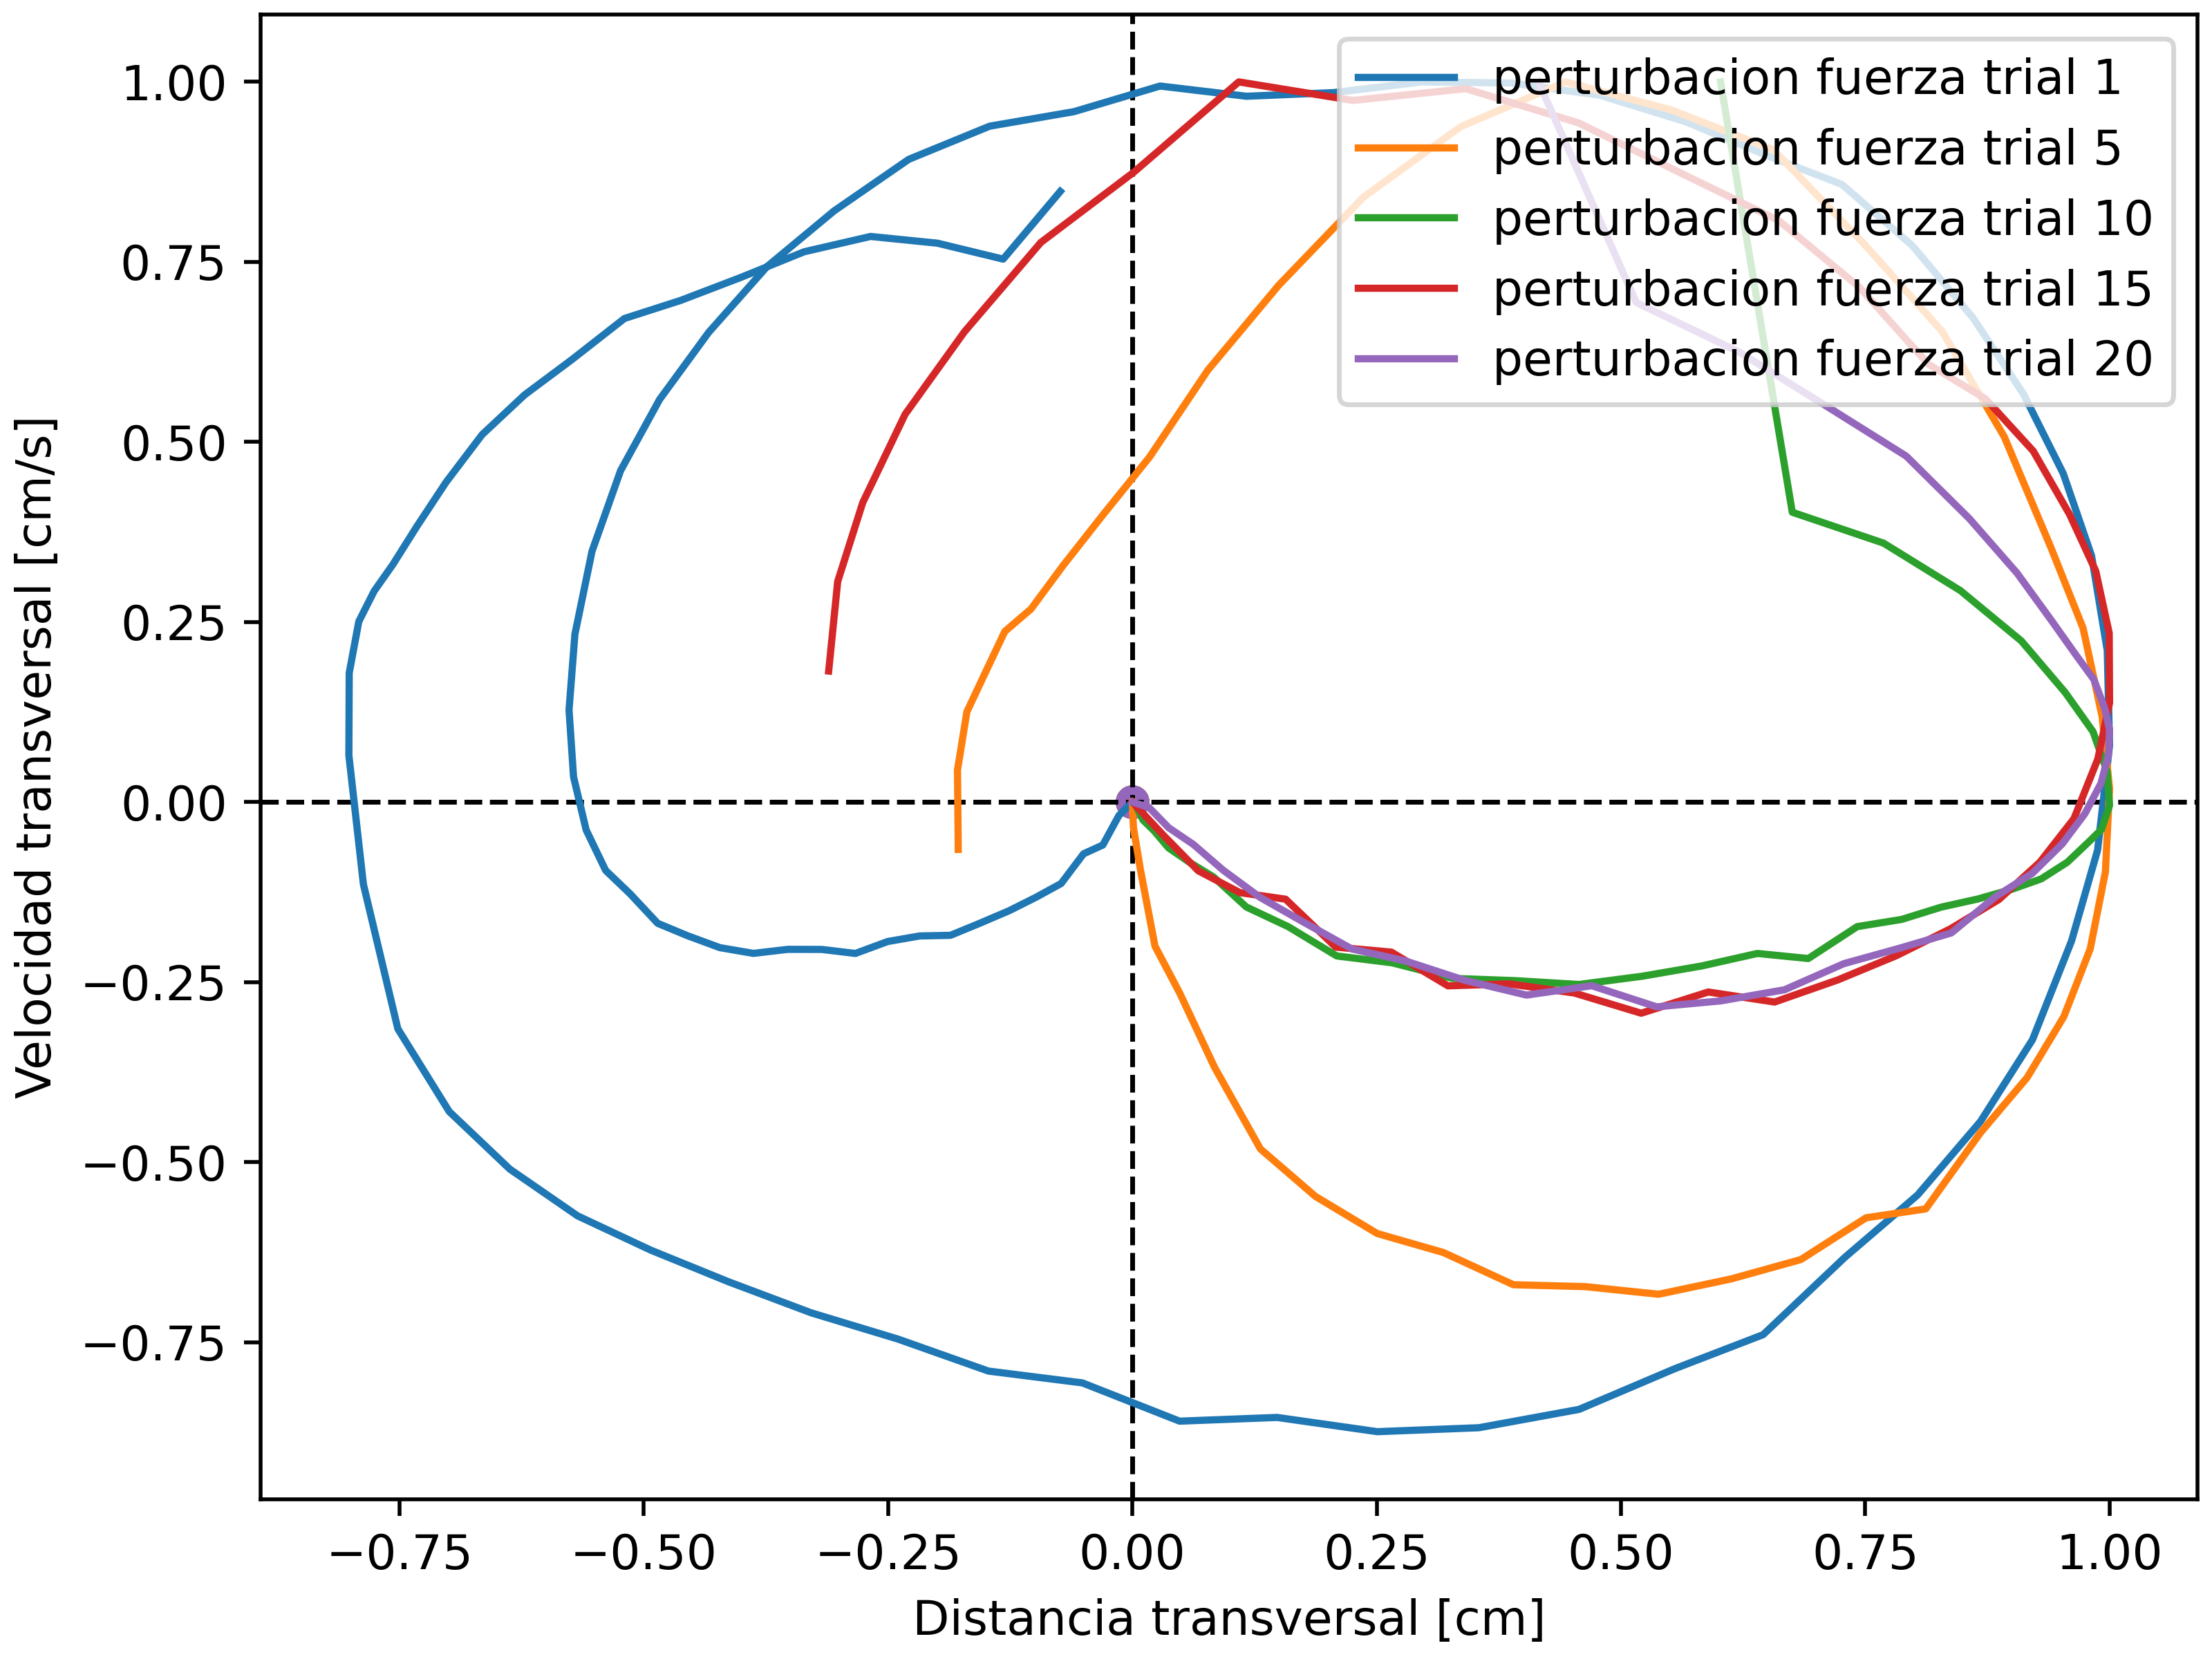 perturbacion fuerza trial 1
perturbacion fuerza trial 5
perturbacion fuerza trial 10
perturbacion fuerza trial 15
perturbacion fuerza trial 20
Velocidad transversal [cm/s]
1.00
0.75
0.50
0.25
0.00
−0.25
−0.50
−0.75
−0.75
−0.50
−0.25
0.00
0.25
0.50
0.75
1.00
Distancia transversal [cm]